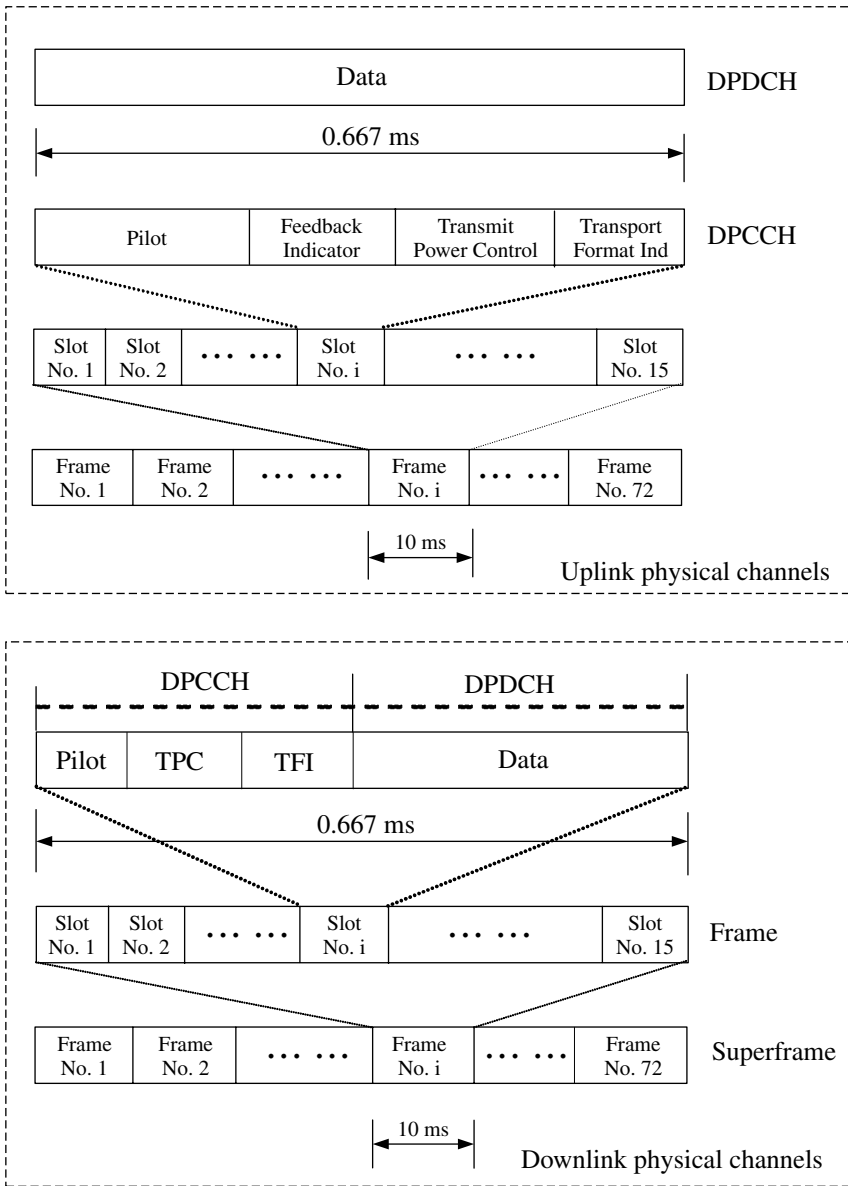 Data
DPDCH
0.667 ms
Pilot
Feedback
Indicator
Transmit
Power Control
Transport
Format Ind
DPCCH
Slot
No. 1
Slot
No. 2
... ...
Slot
No. i
... ...
Slot
No. 15
Frame
No. 1
Frame
No. 2
... ...
Frame
No. i
... ...
Frame
No. 72
10 ms
Uplink physical channels
DPCCH
DPDCH
Pilot
TPC
TFI
Data
0.667 ms
Slot
No. 1
Slot
No. 2
... ...
Slot
No. i
... ...
Slot
No. 15
Frame
Frame
No. 1
Frame
No. 2
... ...
Frame
No. i
... ...
Frame
No. 72
Superframe
10 ms
Downlink physical channels